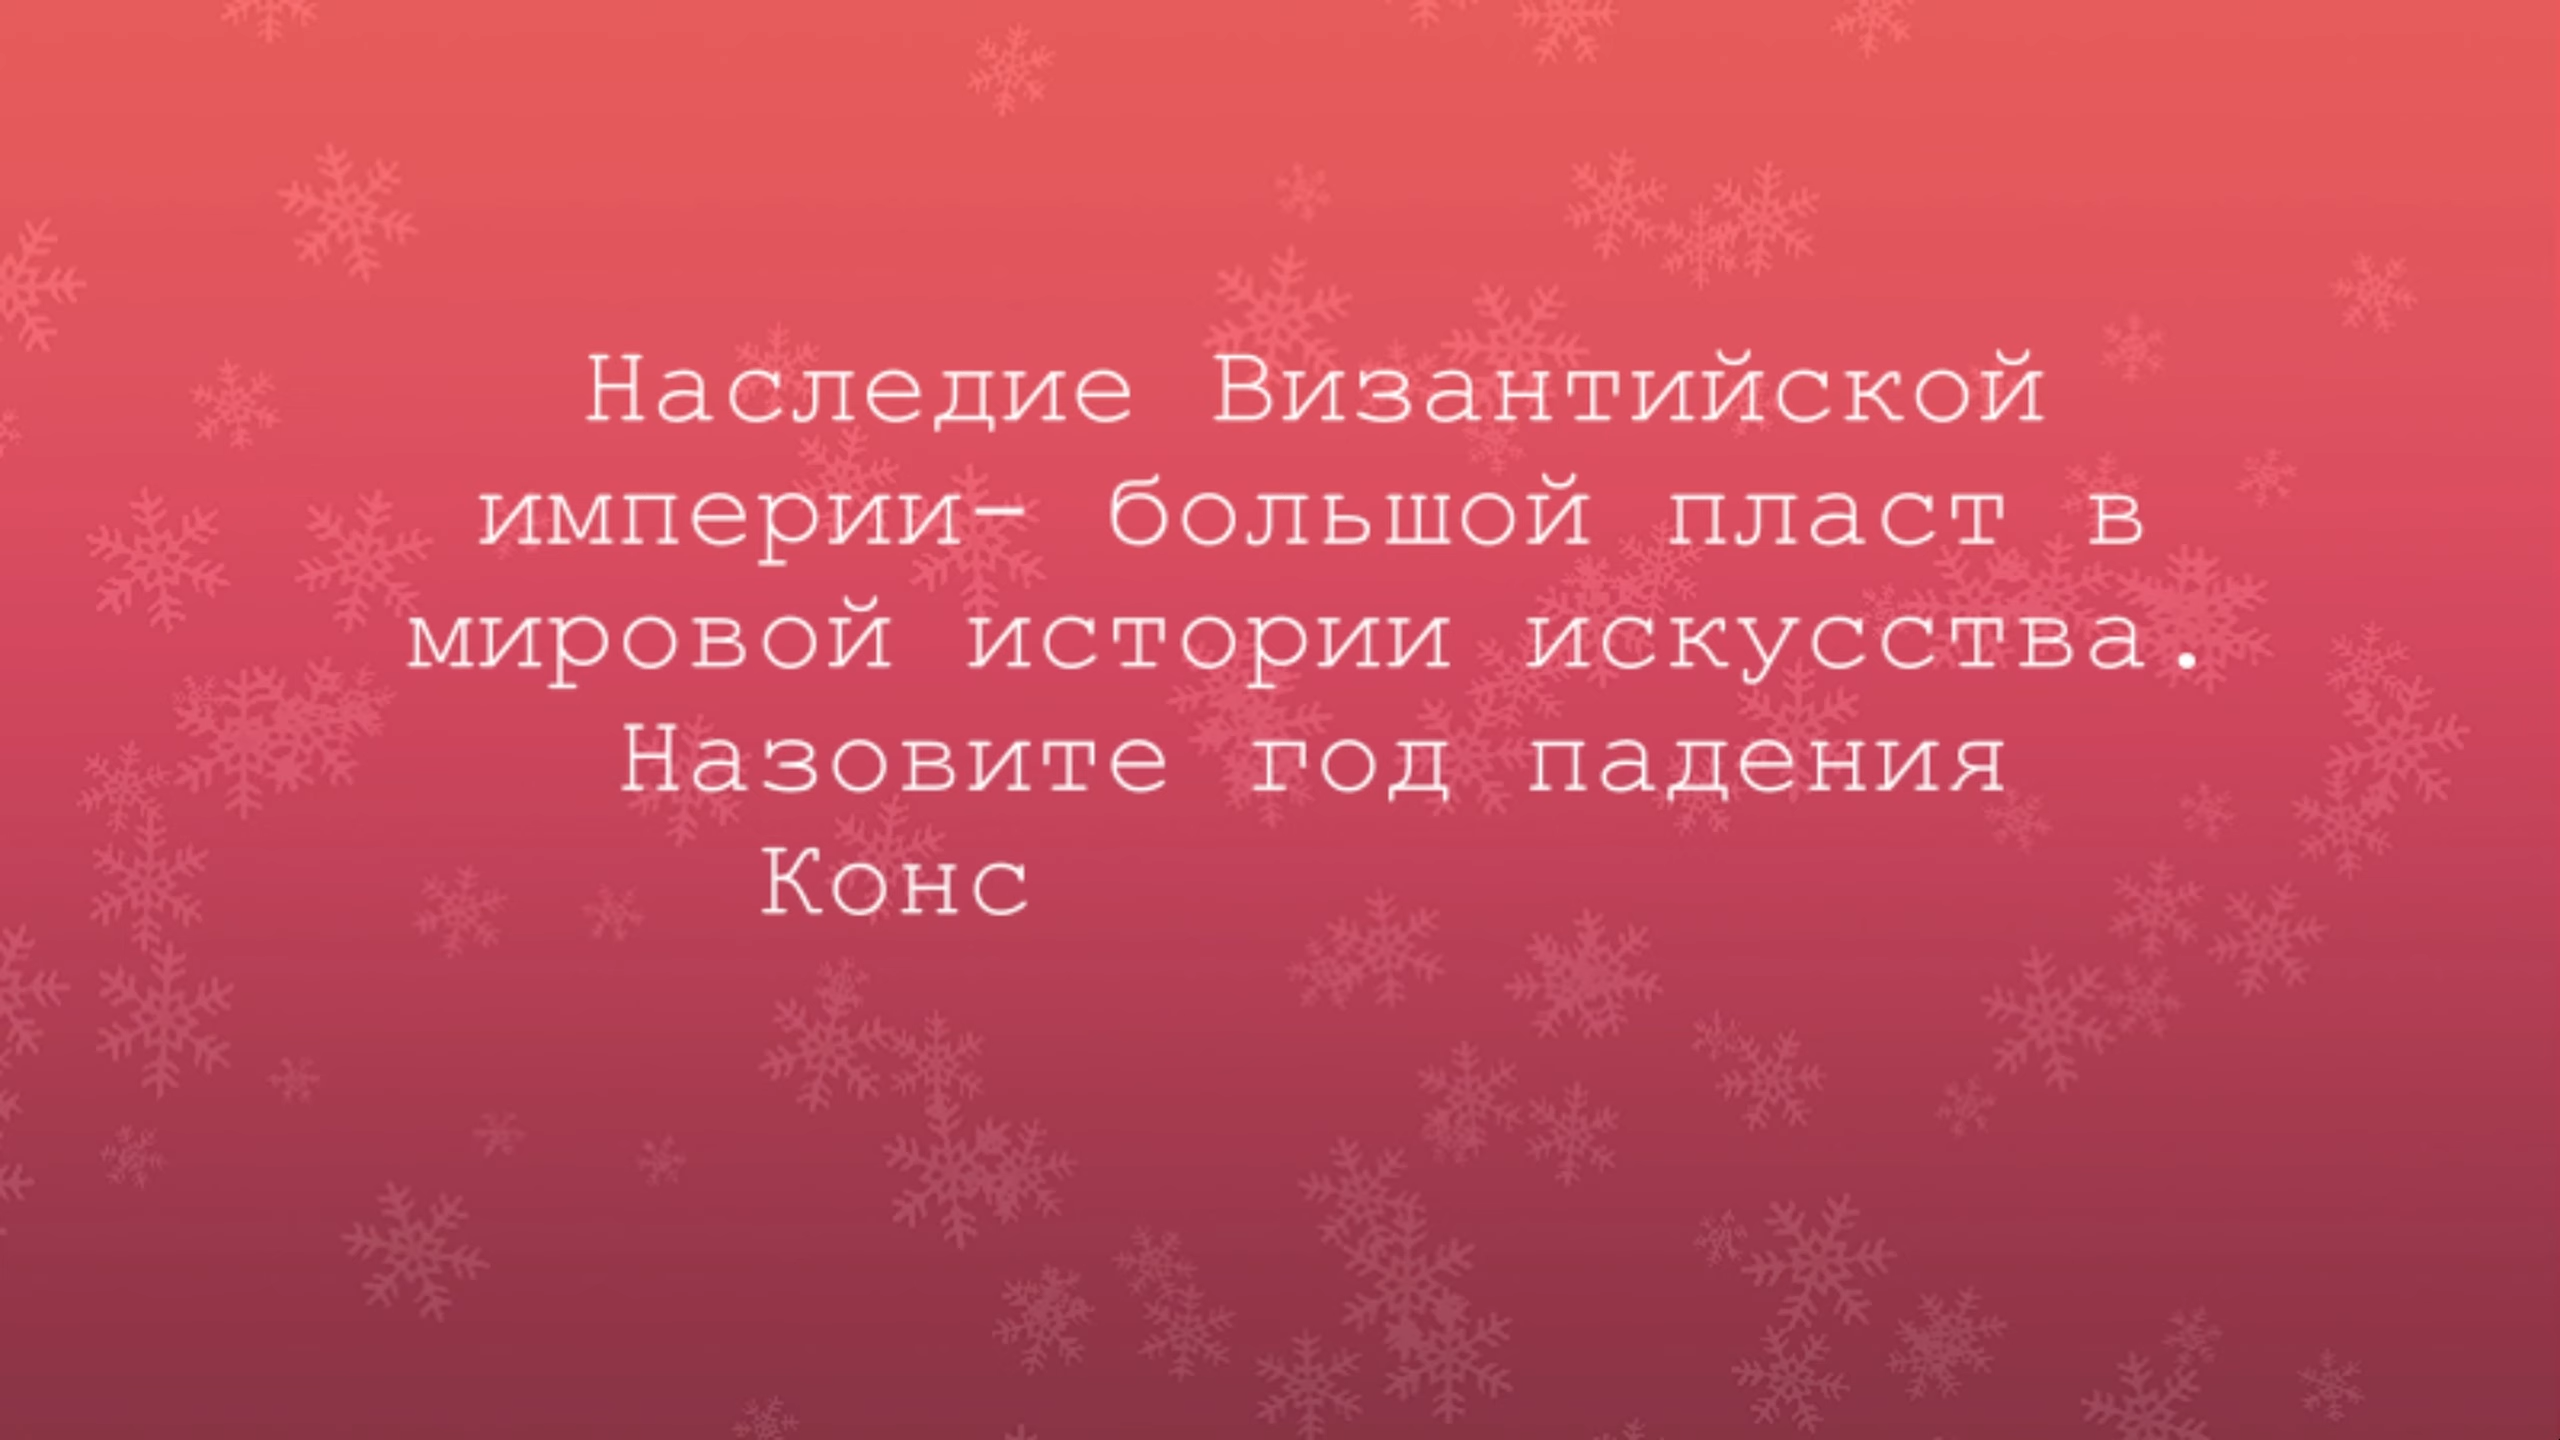 Наследие Византийской
империи- большой пласт в
мировой истории искусства.
Назовите год падения
Конс